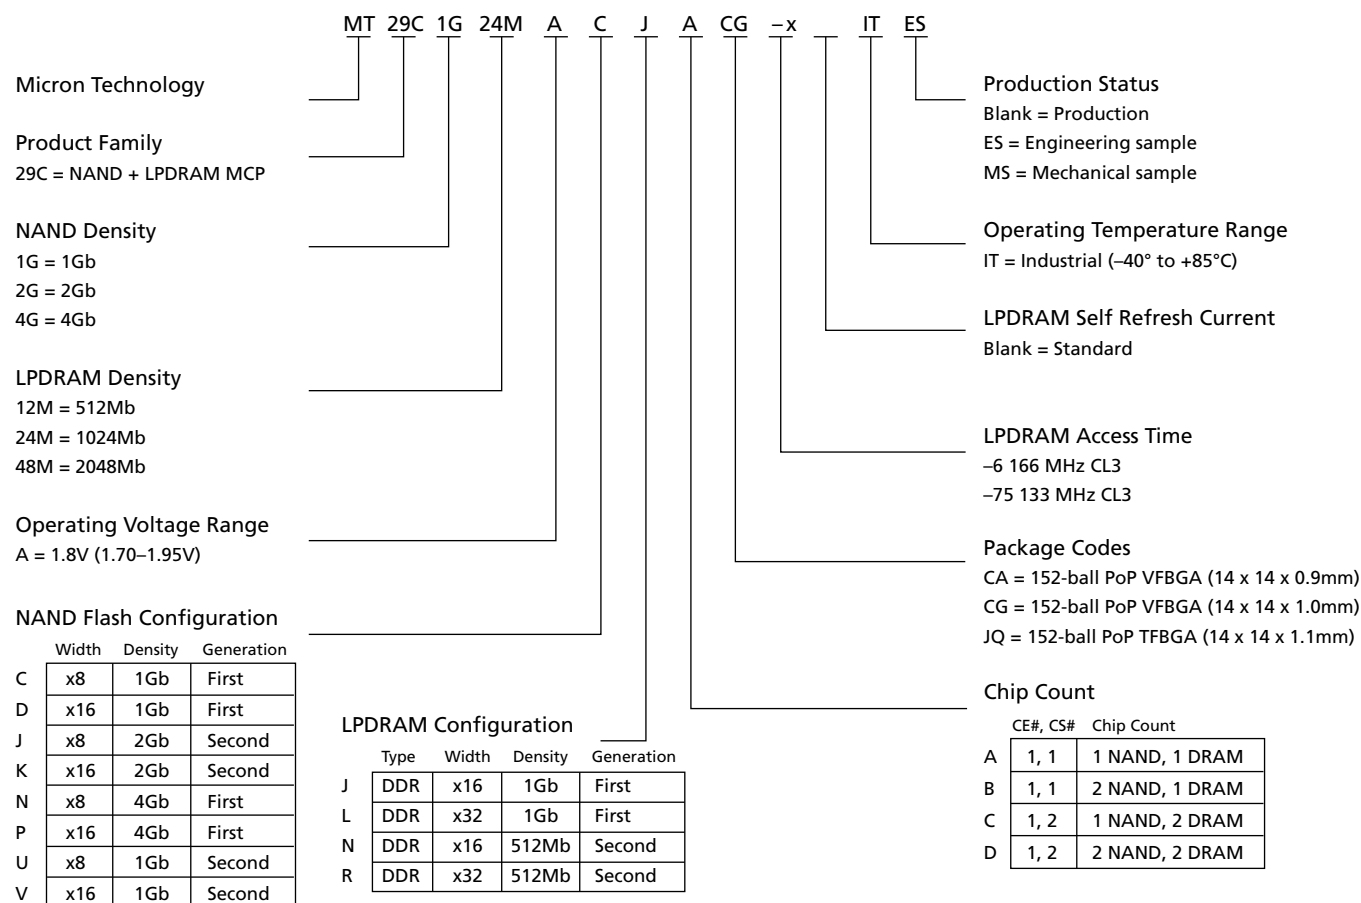 MT 29C 1G 24M A C J A CG –x IT ES
Micron Technology
Product Family
29C = NAND + LPDRAM MCP
NAND Density
1G = 1Gb
2G = 2Gb
4G = 4Gb
LPDRAM Density
12M = 512Mb
24M = 1024Mb
48M = 2048Mb
Operating Voltage Range
A = 1.8V (1.70–1.95V)
NAND Flash Configuration
Width Density Generation
C x8 1Gb First
D x16 1Gb First
J x8 2Gb Second
K x16 2Gb Second
N x8 4Gb First
P x16 4Gb First
U x8 1Gb Second
V x16 1Gb Second
LPDRAM Configuration
Type Width Density Generation
J DDR x16 1Gb First
L DDR x32 1Gb First
N DDR x16 512Mb Second
R DDR x32 512Mb Second
Production Status
Blank = Production
ES = Engineering sample
MS = Mechanical sample
Operating Temperature Range
IT = Industrial (–40° to +85°C)
LPDRAM Self Refresh Current
Blank = Standard
LPDRAM Access Time
–6 166 MHz CL3
–75 133 MHz CL3
Package Codes
CA = 152-ball PoP VFBGA (14 x 14 x 0.9mm)
CG = 152-ball PoP VFBGA (14 x 14 x 1.0mm)
JQ = 152-ball PoP TFBGA (14 x 14 x 1.1mm)
Chip Count
CE#, CS# Chip Count
A 1, 1 1 NAND, 1 DRAM
B 1, 1 2 NAND, 1 DRAM
C 1, 2 1 NAND, 2 DRAM
D 1, 2 2 NAND, 2 DRAM